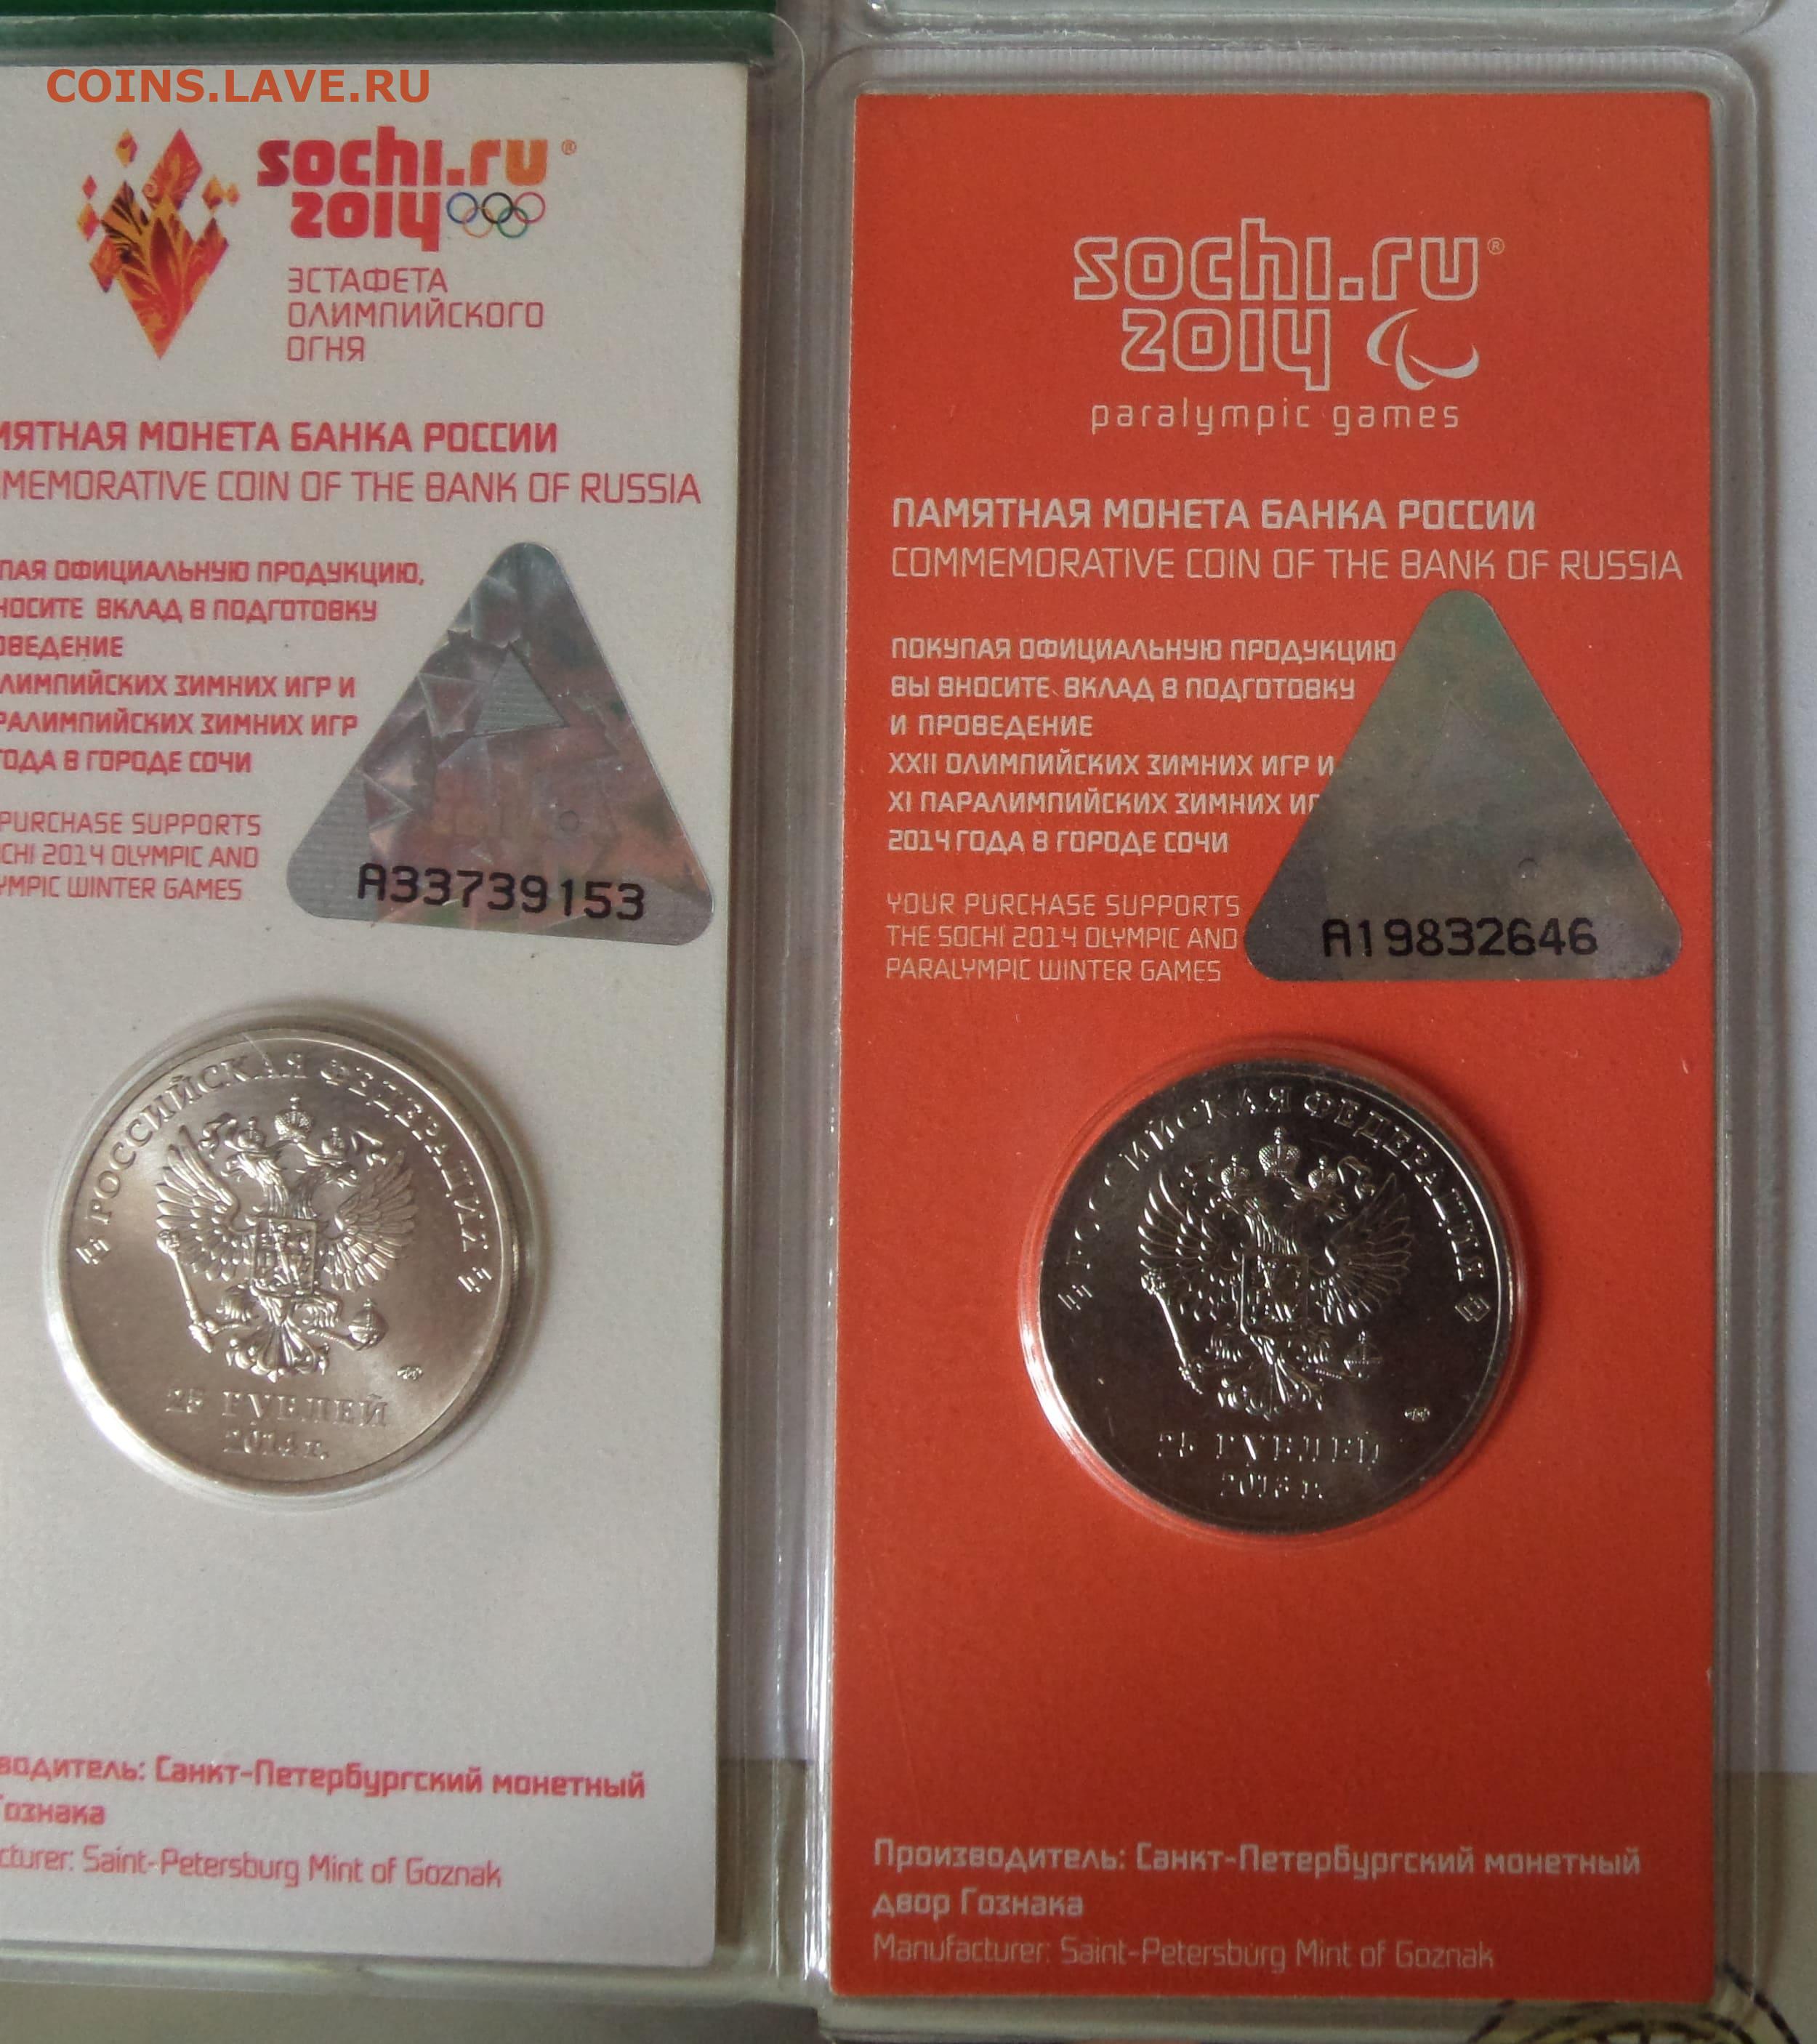 COINS.LAVE.RU
sochi.ru®
2014
ЭСТАФЕТА
ОЛИМПИЙСКОГО
ОГНЯ
МЯТНАЯ МОНЕТА БАНКА РОССИИ
MEMORATIVE COIN OF THE BANK OF RUSSIA
ПАЯ ОФИЦИАЛЬНУЮ ПРОДУКЦИЮ,
НОСИТЕ ВКЛАД В ПОДГОТОВКУ
ОВЕДЕНИЕ
ЛИМПИЙСКИХ ЗИМНИХ ИГР И
РАЛИМПИЙСКИХ ЗИМНИХ ИГР
ГОДА В ГОРОДЕ СОЧИ
PURCHASE SUPPORTS
CHI 2014 OLYMPIC AND
YMPIC WINTER GAMES
A33739153
РОССИЙСКАЯ ФЕДЕРАЦИЯ
25 РУБЛЕЙ
2014 г.
водитель: Санкт-Петербургский монетный
Гознака
cturer: Saint-Petersburg Mint of Goznak
sochi.ru®
2014
paralympic games
ПАМЯТНАЯ МОНЕТА БАНКА РОССИИ
COMMEMORATIVE COIN OF THE BANK OF RUSSIA
ПОКУПАЯ ОФИЦИАЛЬНУЮ ПРОДУКЦИЮ
ВЫ ВНОСИТЕ ВКЛАД В ПОДГОТОВКУ
И ПРОВЕДЕНИЕ
XXII ОЛИМПИЙСКИХ ЗИМНИХ ИГР И
XI ПАРАЛИМПИЙСКИХ ЗИМНИХ ИГ
2014 ГОДА В ГОРОДЕ СОЧИ
YOUR PURCHASE SUPPORTS
THE SOCHI 2014 OLYMPIC AND
PARALYMPIC WINTER GAMES
A19832646
РОССИЙСКАЯ ФЕДЕРАЦИЯ
25 РУБЛЕЙ
2013 г.
Производитель: Санкт-Петербургский монетный
двор Гознака
Manufacturer: Saint-Petersburg Mint of Goznak